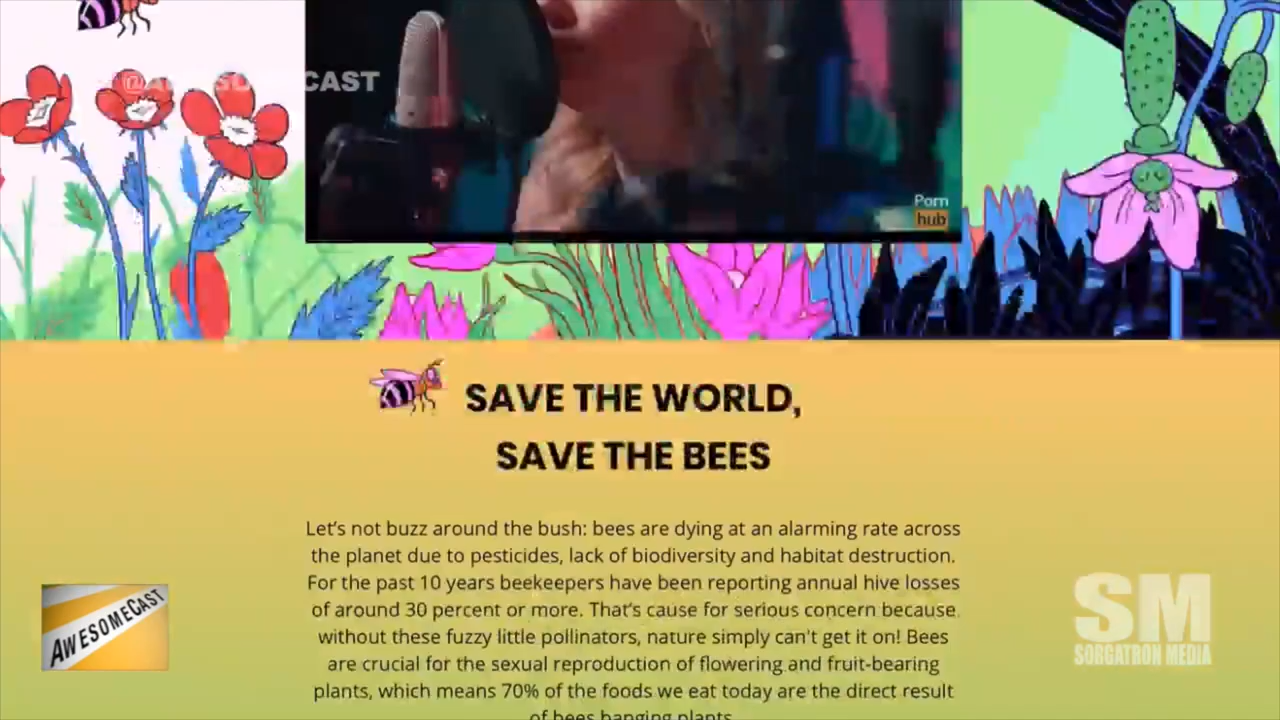 @AWESOMECAST
Porn
hub
SAVE THE WORLD,
SAVE THE BEES
Let's not buzz around the bush: bees are dying at an alarming rate across
the planet due to pesticides, lack of biodiversity and habitat destruction.
For the past 10 years beekeepers have been reporting annual hive losses
of around 30 percent or more. That's cause for serious concern because
without these fuzzy little pollinators, nature simply can't get it on! Bees
are crucial for the sexual reproduction of flowering and fruit-bearing
plants, which means 70% of the foods we eat today are the direct result
of bees banging plants.
AWESOMECAST
SM
SORGATRON MEDIA